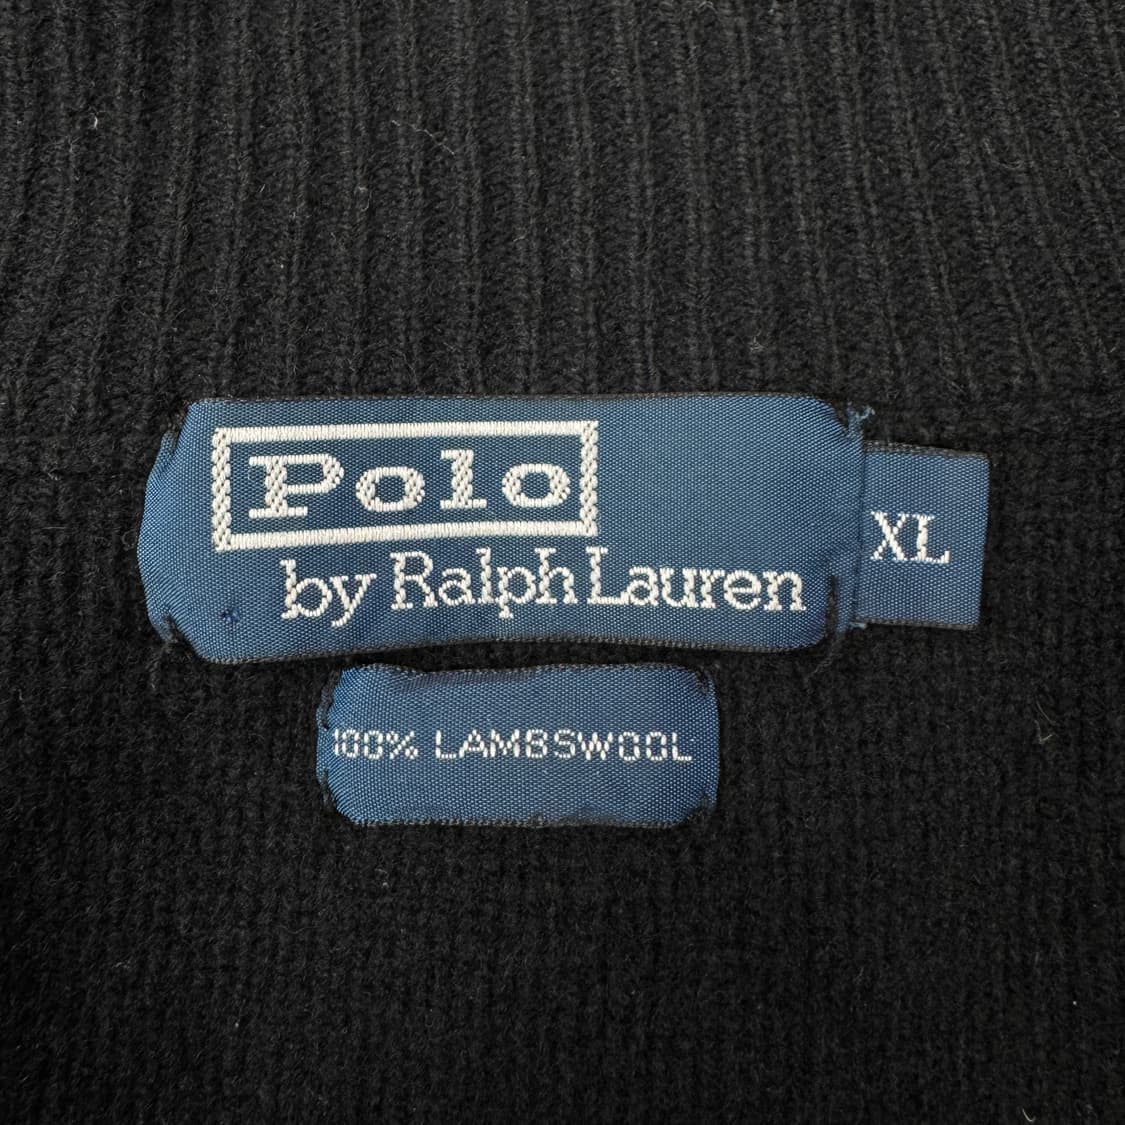 Polo
by Ralph Lauren
XL
100% LAMBSWOOL